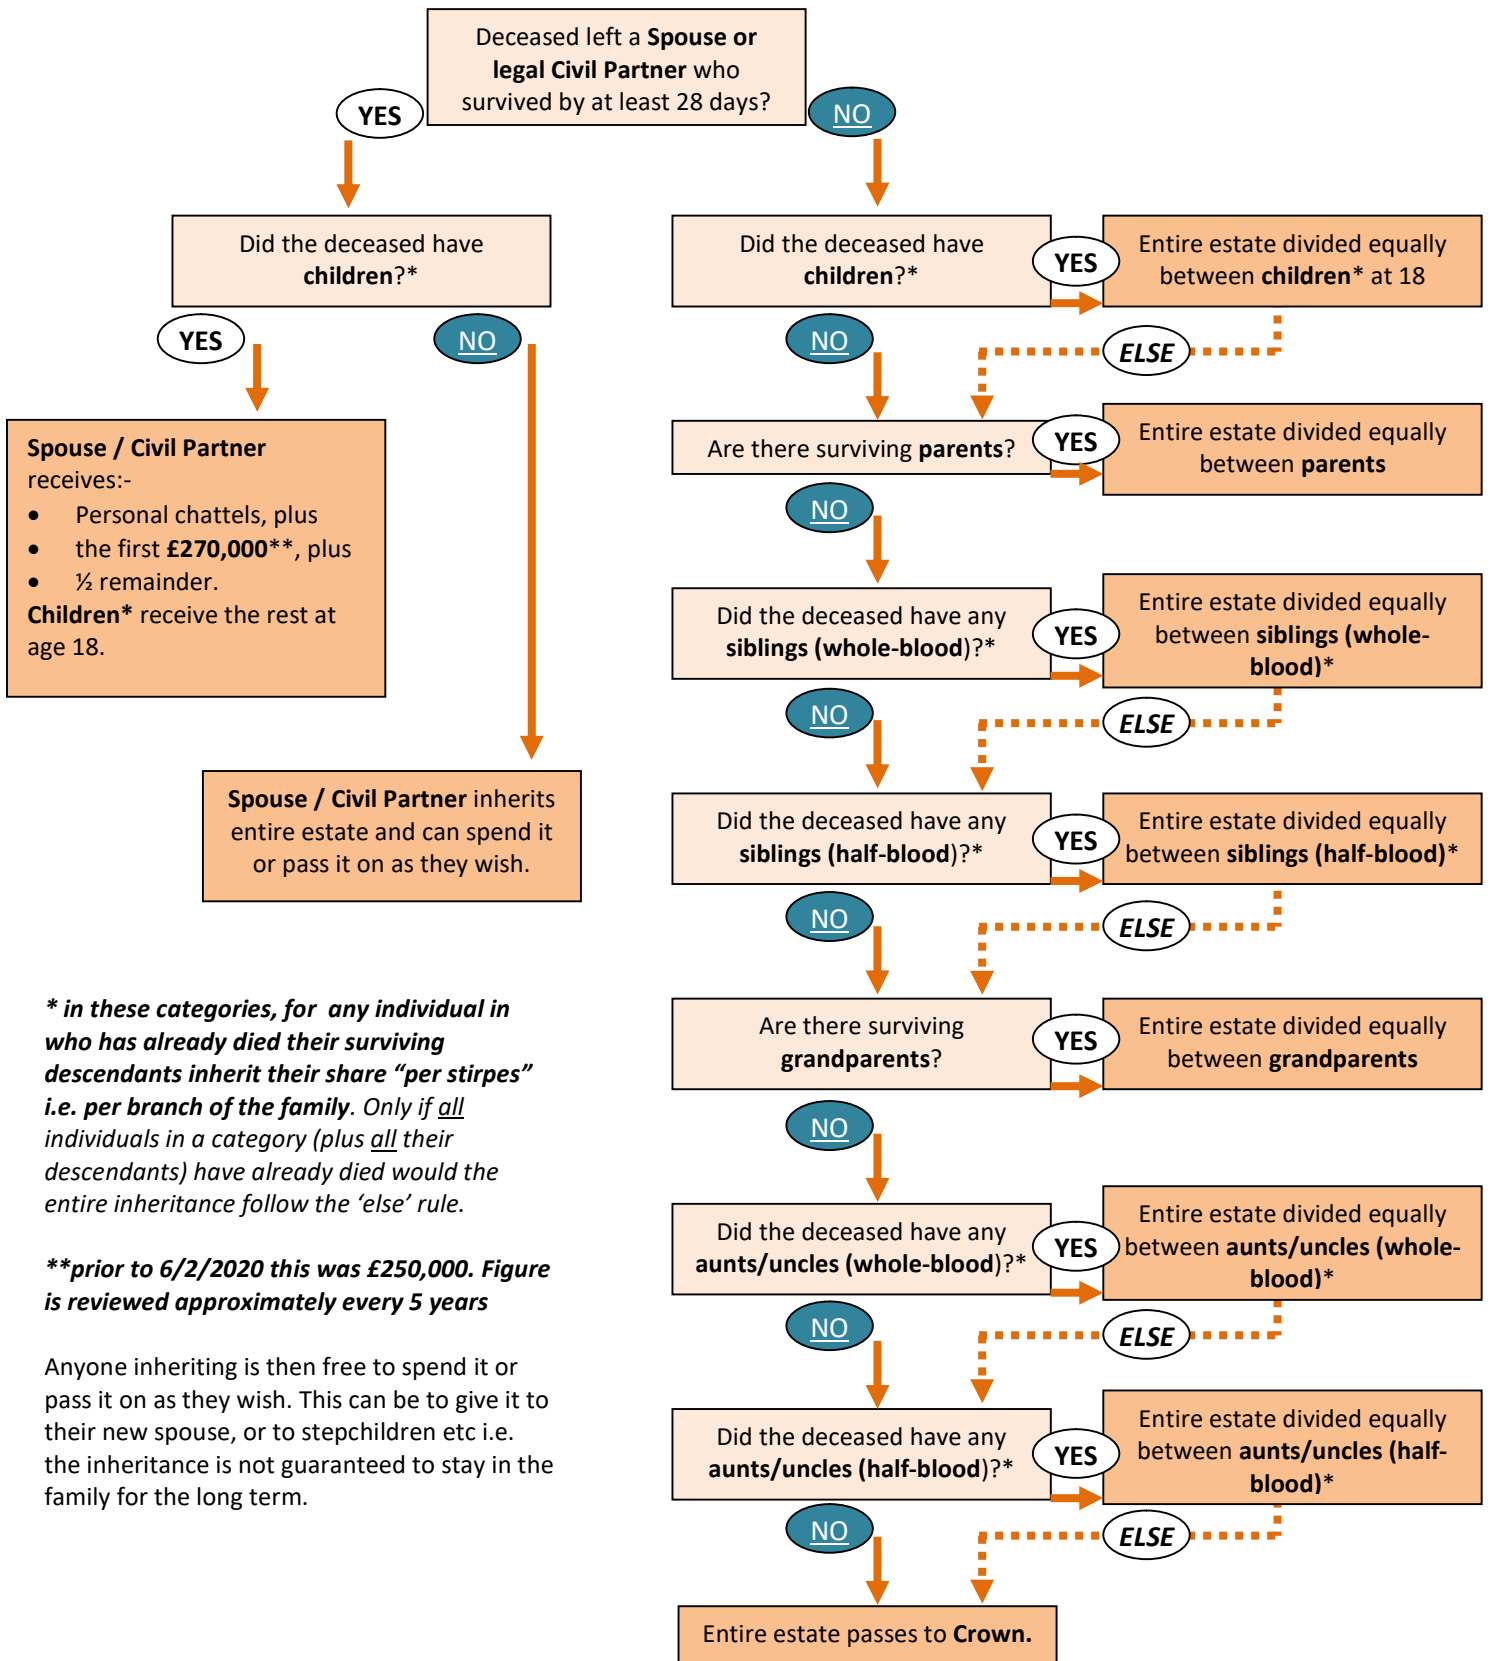 Deceased left a Spouse or
legal Civil Partner who
survived by at least 28 days?
YES
NO
Did the deceased have
children?*
YES
NO
Spouse / Civil Partner
receives:-
• Personal chattels, plus
• the first £270,000**, plus
• ½ remainder.
Children* receive the rest at
age 18.
Spouse / Civil Partner inherits
entire estate and can spend it
or pass it on as they wish.
Did the deceased have
children?*
YES
Entire estate divided equally
between children* at 18
NO
ELSE
Are there surviving parents?
YES
Entire estate divided equally
between parents
NO
Did the deceased have any
siblings (whole-blood)?*
YES
Entire estate divided equally
between siblings (whole-
blood)*
NO
ELSE
Did the deceased have any
siblings (half-blood)?*
YES
Entire estate divided equally
between siblings (half-blood)*
NO
ELSE
Are there surviving
grandparents?
YES
Entire estate divided equally
between grandparents
NO
Did the deceased have any
aunts/uncles (whole-blood)?*
YES
Entire estate divided equally
between aunts/uncles (whole-
blood)*
NO
ELSE
Did the deceased have any
aunts/uncles (half-blood)?*
YES
Entire estate divided equally
between aunts/uncles (half-
blood)*
NO
ELSE
Entire estate passes to Crown.
* in these categories, for any individual in
who has already died their surviving
descendants inherit their share “per stirpes”
i.e. per branch of the family. Only if all
individuals in a category (plus all their
descendants) have already died would the
entire inheritance follow the ‘else’ rule.
**prior to 6/2/2020 this was £250,000. Figure
is reviewed approximately every 5 years
Anyone inheriting is then free to spend it or
pass it on as they wish. This can be to give it to
their new spouse, or to stepchildren etc i.e.
the inheritance is not guaranteed to stay in the
family for the long term.